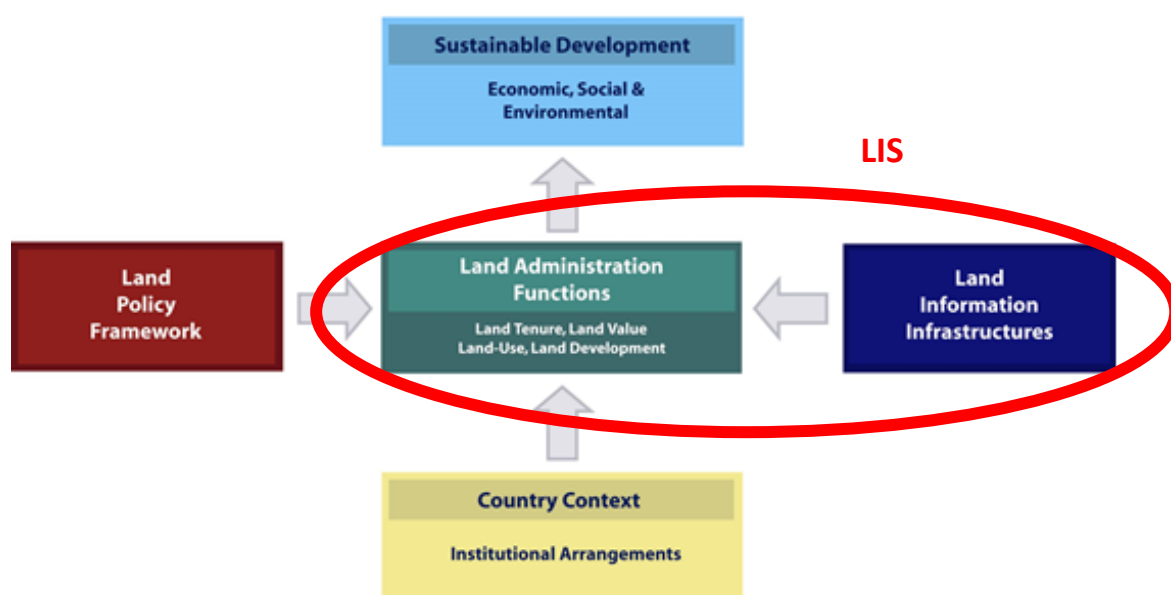 Sustainable Development
Economic, Social &
Environmental
LIS
Land
Policy
Framework
Land Administration
Functions
Land Tenure, Land Value
Land-Use, Land Development
Land
Information
Infrastructures
Country Context
Institutional Arrangements